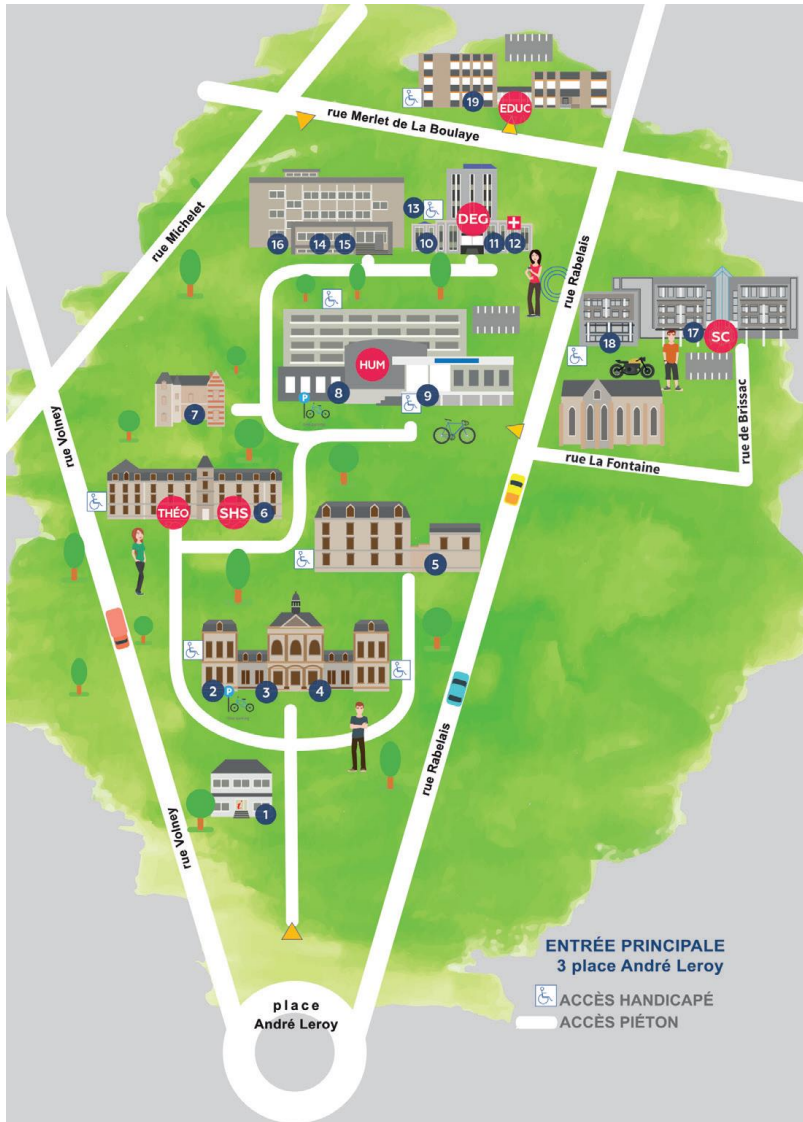 19
EDUC
rue Merlet de La Boulaye
rue Michelet
13
DEG
16
14
15
10
11
12
rue Rabelais
17
SC
18
HUM
8
9
P
7
rue Volney
rue La Fontaine
rue de Brissac
THÉO
SHS
6
5
2
P
3
4
rue Rabelais
i
1
rue Volney
ENTRÉE PRINCIPALE
3 place André Leroy
ACCÈS HANDICAPÉ
ACCÈS PIÉTON
place
André Leroy